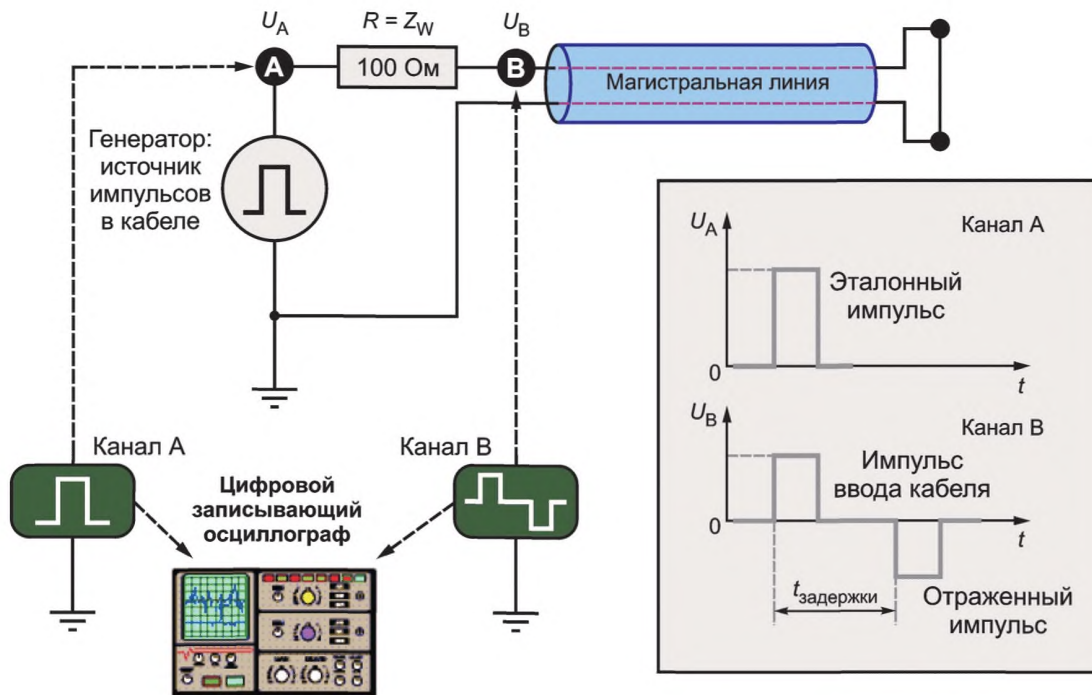 U_A
R = Z_W
U_B
A
100 Ом
B
Магистральная линия
Генератор:
источник
импульсов
в кабеле
Канал A
Канал B
Цифровой
записывающий
осциллограф
U_A
Канал A
Эталонный
импульс
0
t
U_B
Канал B
Импульс
ввода кабеля
0
t
t_задержки
Отраженный
импульс